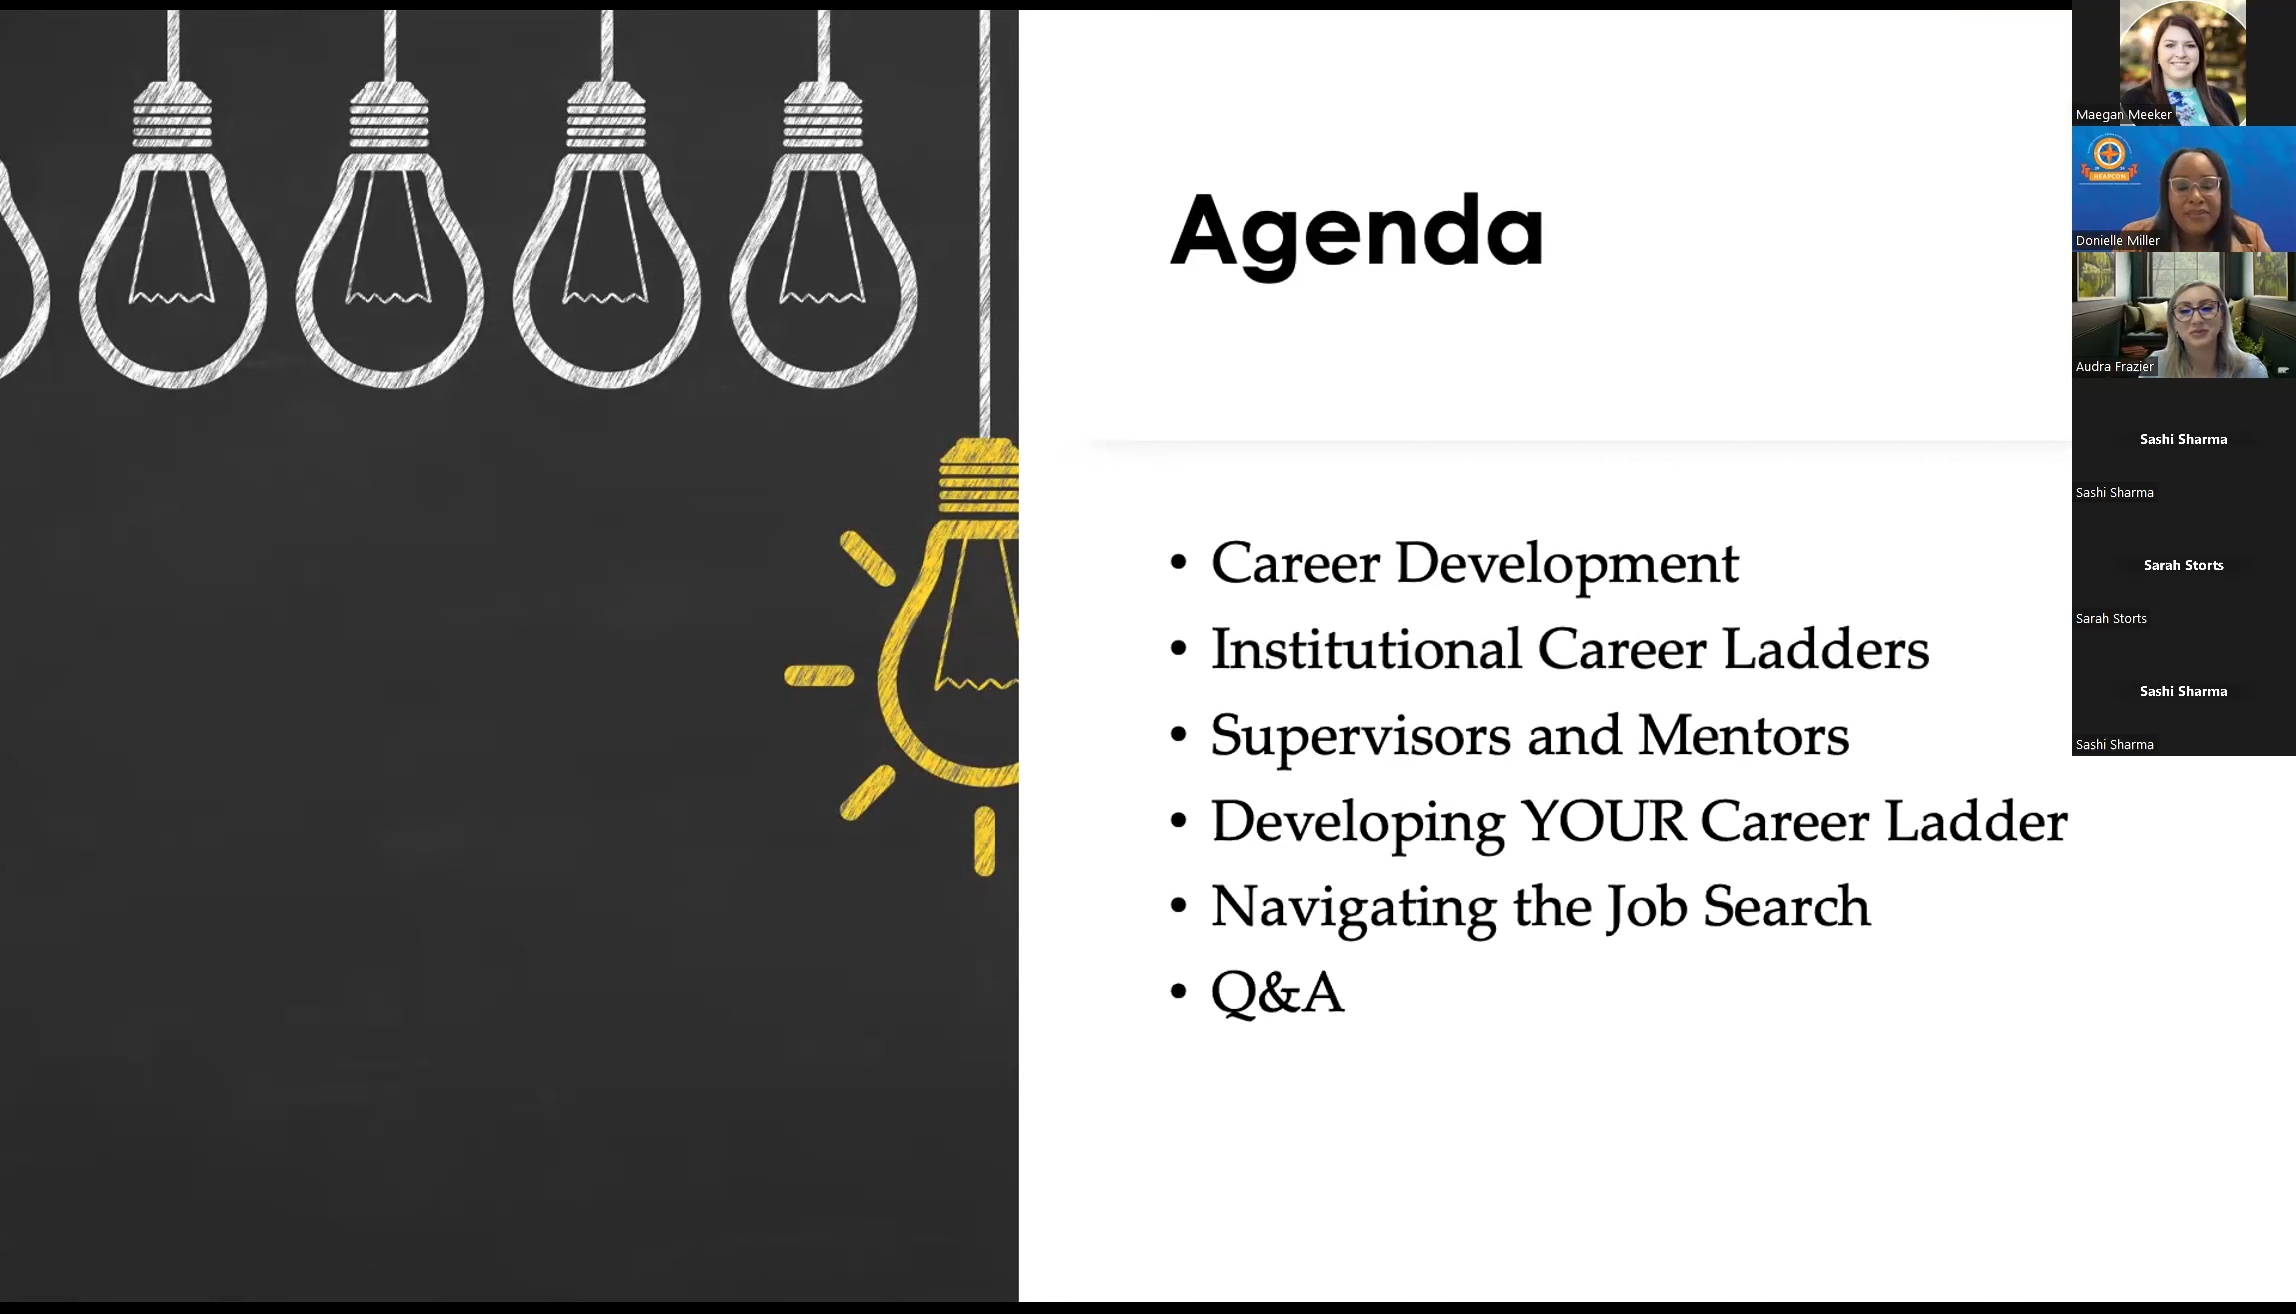 Agenda
• Career Development
• Institutional Career Ladders
• Supervisors and Mentors
• Developing YOUR Career Ladder
• Navigating the Job Search
• Q&A
Maegan Meeker
HEAPCON
Donielle Miller
Audra Frazier
Sashi Sharma
Sashi Sharma
Sarah Storts
Sarah Storts
Sashi Sharma
Sashi Sharma